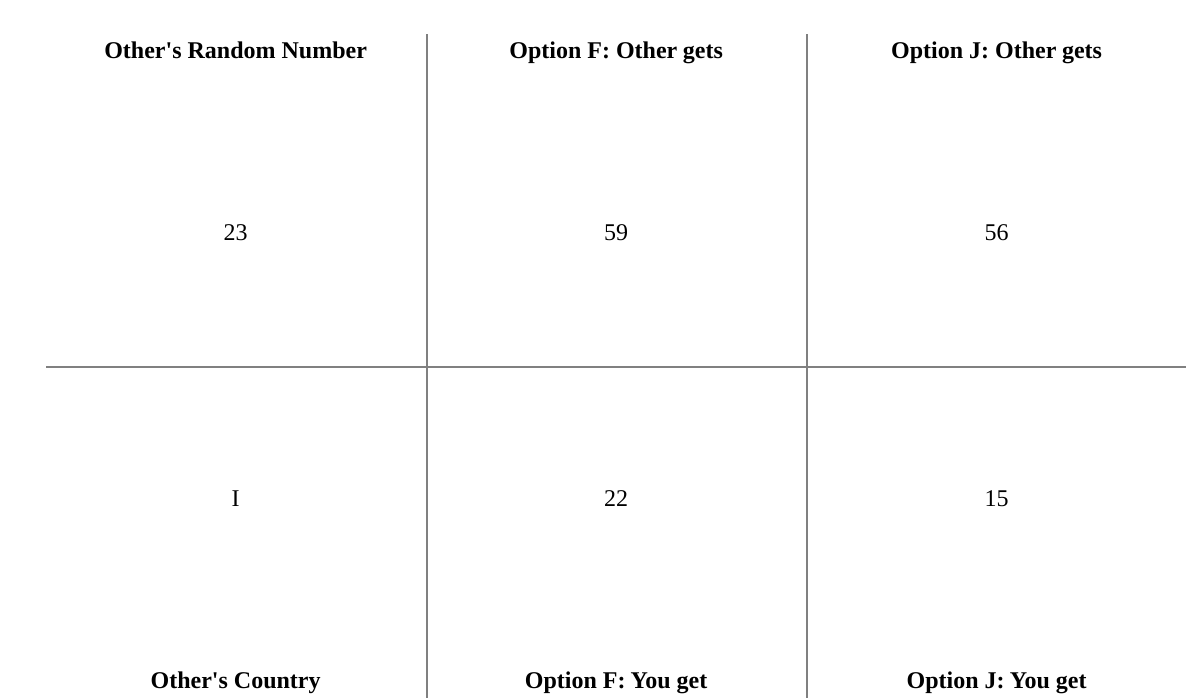 Other's Random Number Option F: Other gets Option J: Other gets
23 59 56
I 22 15
Other's Country Option F: You get Option J: You get